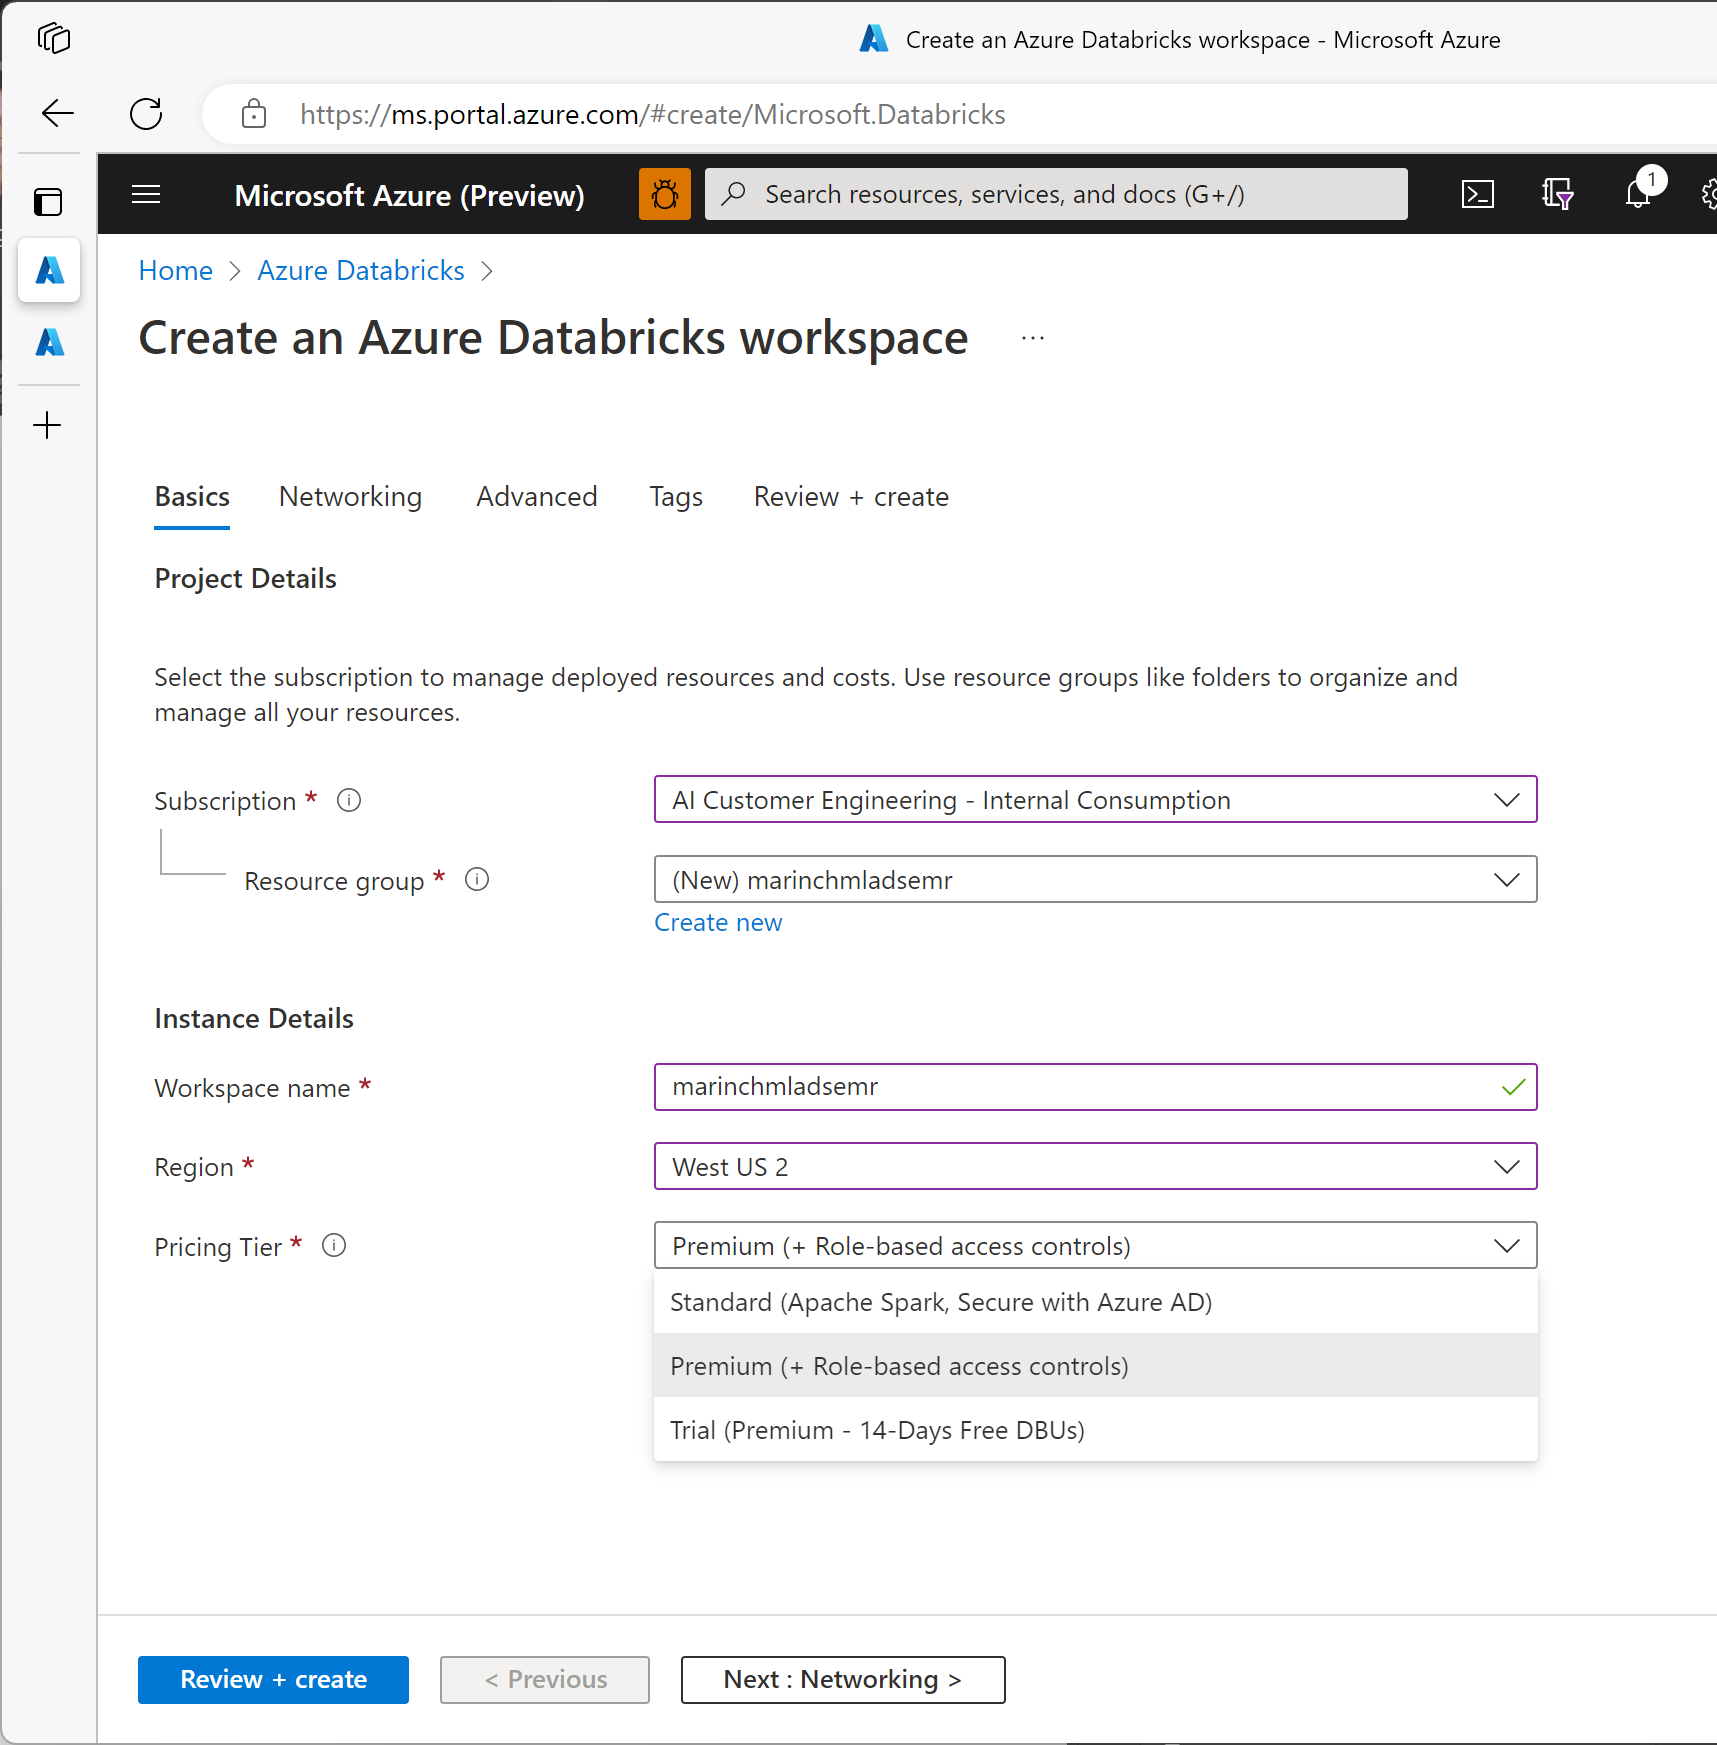 Create an Azure Databricks workspace - Microsoft Azure
https://ms.portal.azure.com/#create/Microsoft.Databricks
Microsoft Azure (Preview)
Search resources, services, and docs (G+/)
1
Home > Azure Databricks >
Create an Azure Databricks workspace ...
Basics Networking Advanced Tags Review + create
Project Details
Select the subscription to manage deployed resources and costs. Use resource groups like folders to organize and
manage all your resources.
Subscription *
AI Customer Engineering - Internal Consumption
Resource group *
(New) marinchmladsemr
Create new
Instance Details
Workspace name *
marinchmladsemr
Region *
West US 2
Pricing Tier *
Premium (+ Role-based access controls)
Standard (Apache Spark, Secure with Azure AD)
Premium (+ Role-based access controls)
Trial (Premium - 14-Days Free DBUs)
Review + create
< Previous
Next : Networking >